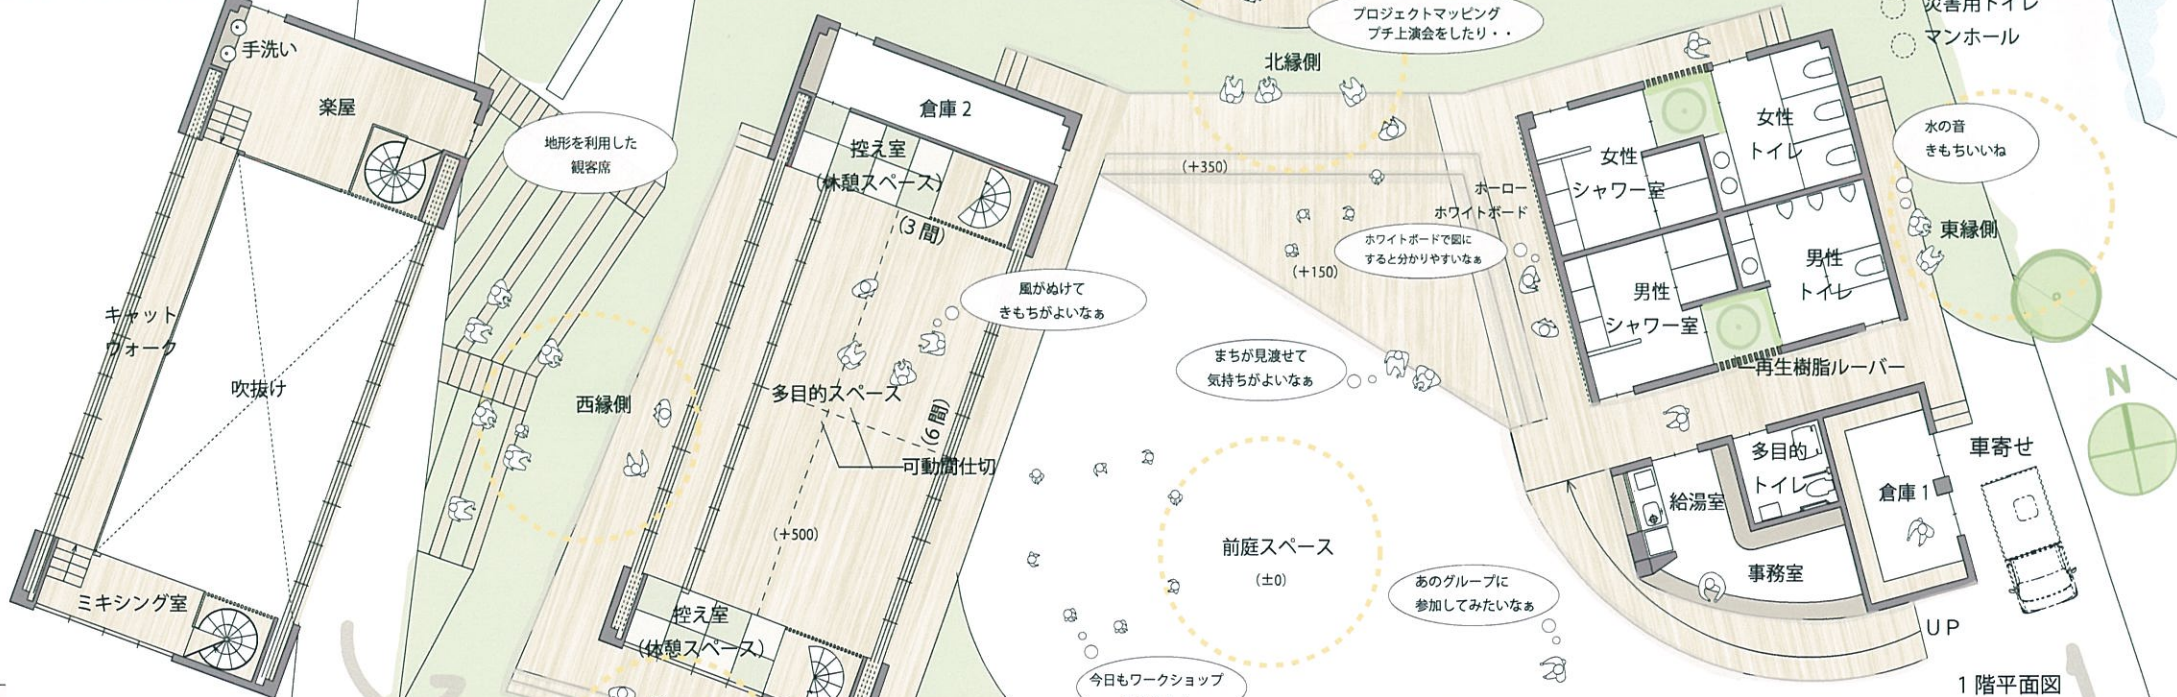 災害用トイレ
マンホール
プロジェクトマッピング
プチ上演会をしたり・・
北縁側
手洗い
楽屋
地形を利用した
観客席
倉庫２
控え室
（休憩スペース）
（3間）
（+350）
（+150）
ホーロー
ホワイトボード
ホワイトボードで図に
すると分かりやすいなぁ
女性
シャワー室
女性
トイレ
男性
シャワー室
男性
トイレ
水の音
きもちいいね
東縁側
キャット
ウォーク
吹抜け
西縁側
風がぬけて
きもちがよいなぁ
まちが見渡せて
気持ちがよいなぁ
再生樹脂ルーバー
N
多目的スペース
（6間）
可動間仕切
（+500）
前庭スペース
（±0）
多目的
トイレ
給湯室
倉庫１
車寄せ
事務室
あのグループに
参加してみたいなぁ
ミキシング室
控え室
（休憩スペース）
今日もワークショップ
UP
１階平面図